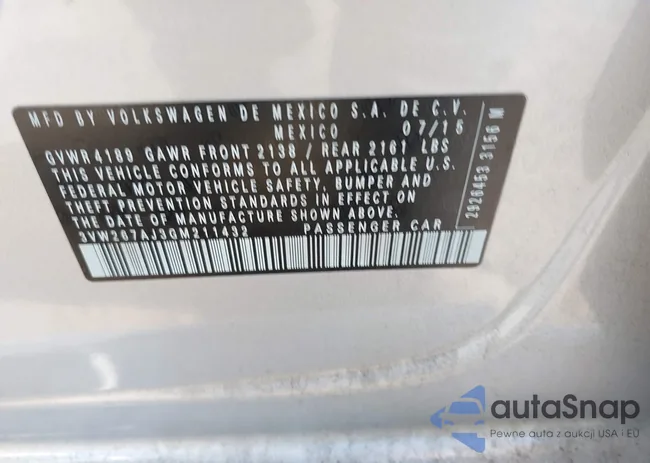 MFD BY VOLKSWAGEN DE MEXICO S.A. DE C.V.
MEXICO 07/15
GVWR 4189 GAWR FRONT 2138 / REAR 2161 LBS
THIS VEHICLE CONFORMS TO ALL APPLICABLE U.S.
FEDERAL MOTOR VEHICLE SAFETY, BUMPER AND
THEFT PREVENTION STANDARDS IN EFFECT ON
THE DATE OF MANUFACTURE SHOWN ABOVE.
3VW267AJ3GM211432 PASSENGER CAR
2926453 3156 M
autaSnap
Pewne auta z aukcji USA i EU